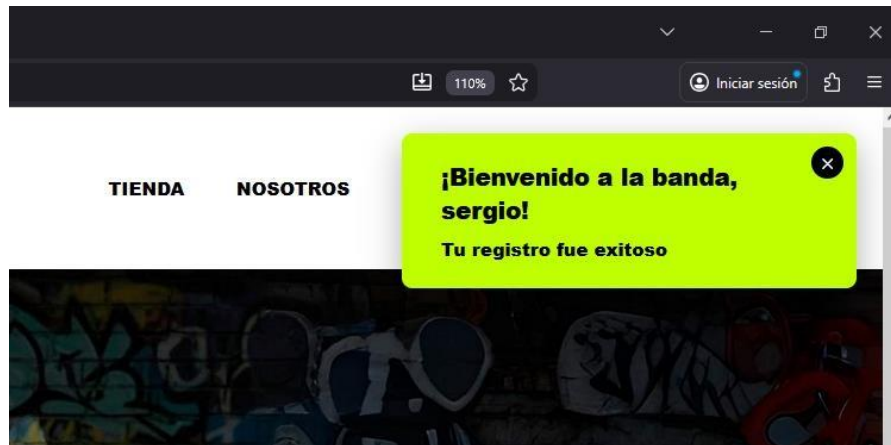 110%
Iniciar sesión
TIENDA NOSOTROS
¡Bienvenido a la banda,
sergio!
Tu registro fue exitoso